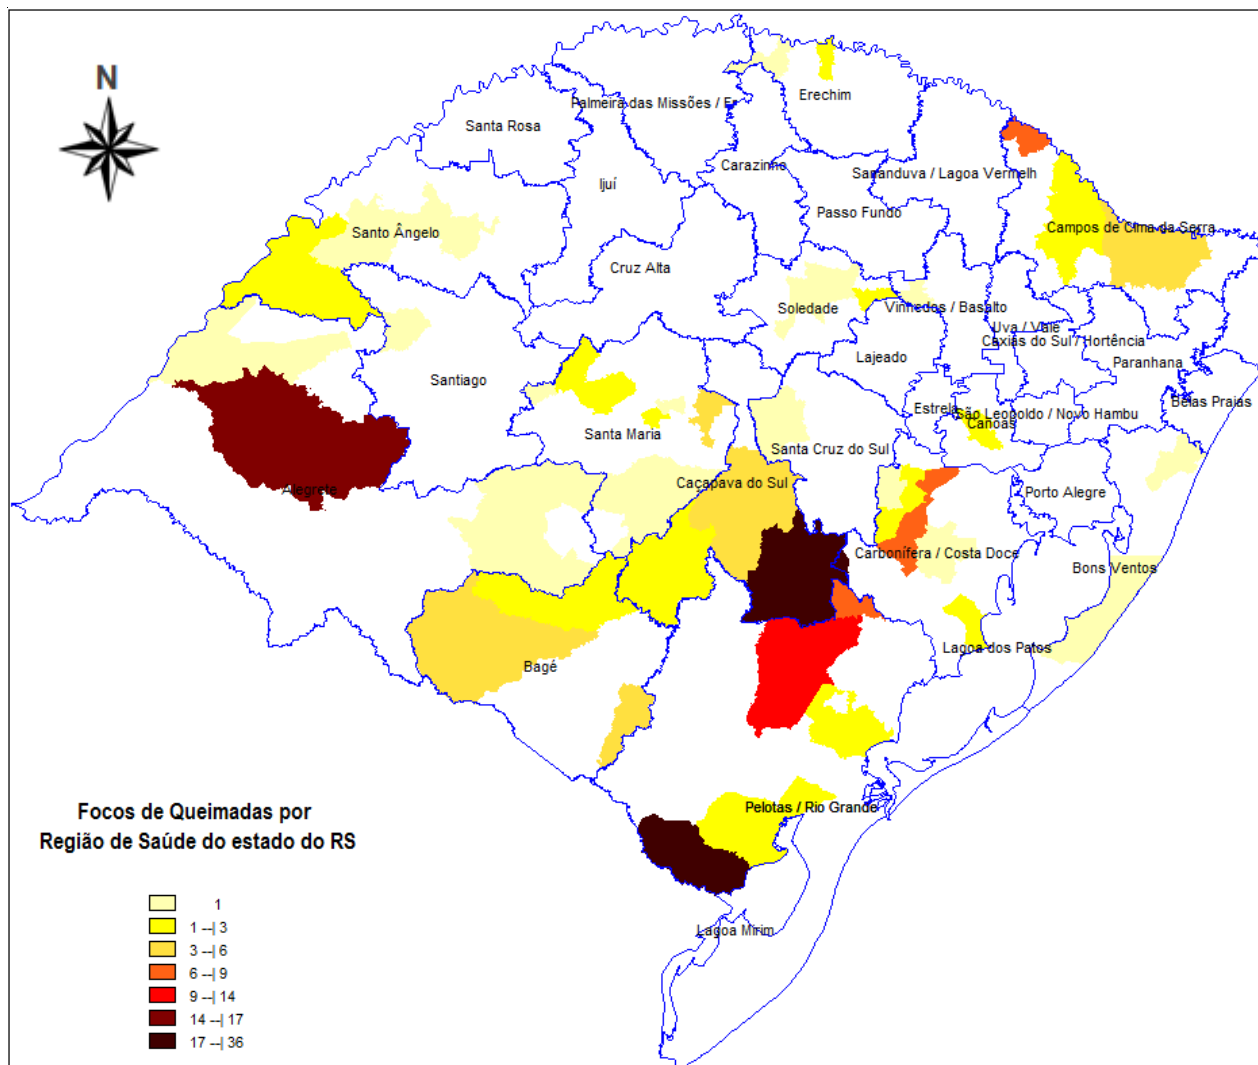 N
Palmeira das Missões / Er
Erechim
Santa Rosa
Carazinho
Sananduva / Lagoa Vermelh
Ijuí
Passo Fundo
Campos de Cima da Serra
Santo Ângelo
Cruz Alta
Soledade
Vinhedos / Basalto
Uva / Vale
Caxias do Sul / Hortência
Lajeado
Paranhana
Santiago
Estrela
Belas Praias
São Leopoldo / Novo Hambu
Canoas
Santa Maria
Santa Cruz do Sul
Caçapava do Sul
Alegrete
Porto Alegre
Carbonífera / Costa Doce
Bons Ventos
Lagoa dos Patos
Bagé
Pelotas / Rio Grande
Lagoa Mirim
Focos de Queimadas por
Região de Saúde do estado do RS
1
1 --| 3
3 --| 6
6 --| 9
9 --| 14
14 --| 17
17 --| 36